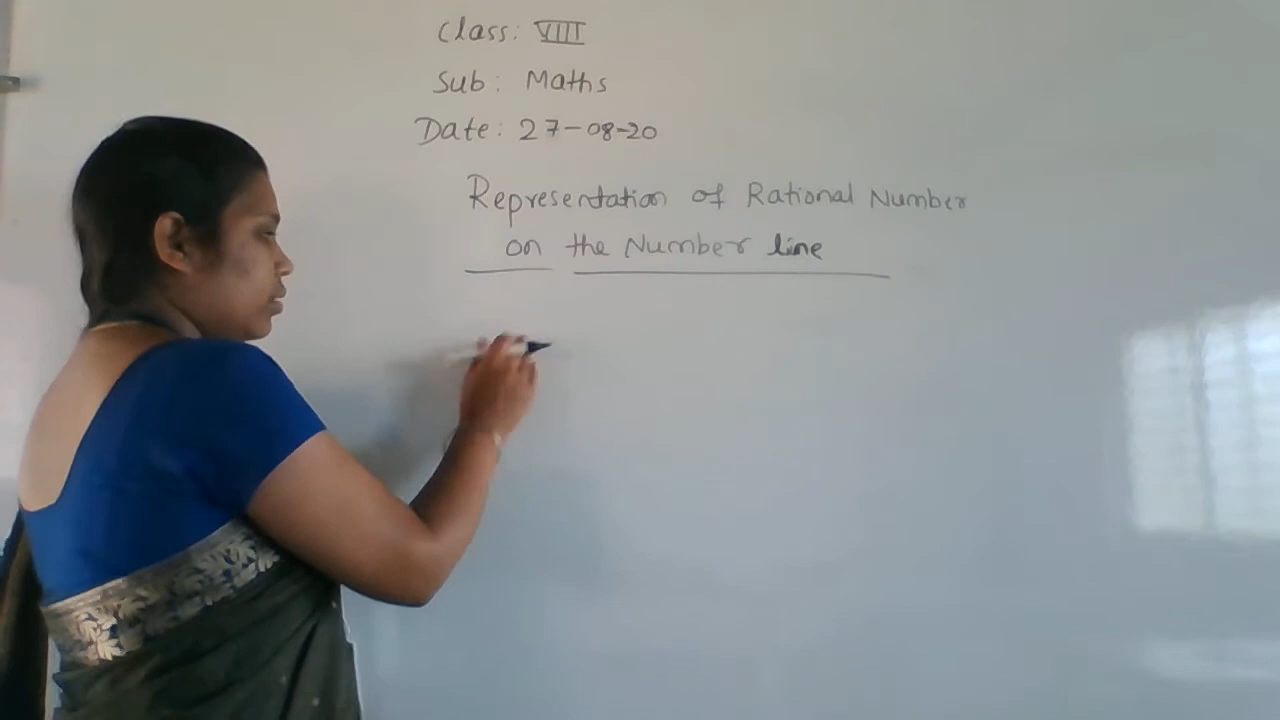 Class: VIII
Sub: Maths
Date: 27-08-20
Representation of Rational Number
on the Number line